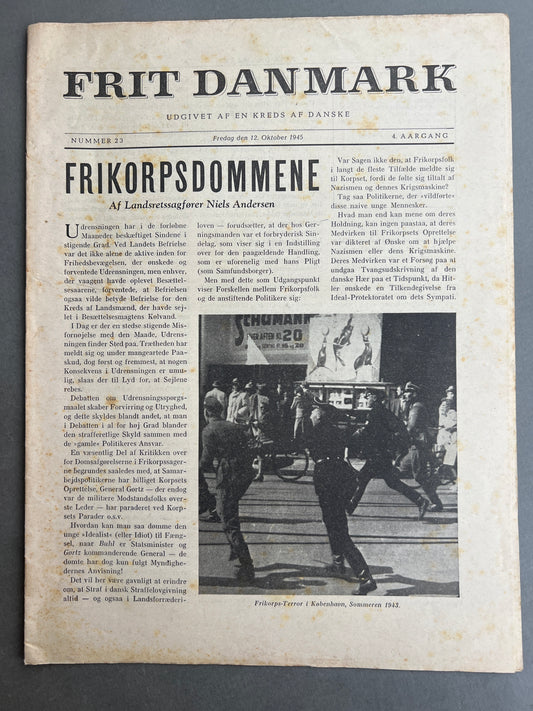 FRIT DANMARK
UDGIVET AF EN KREDS AF DANSKE
NUMMER 23
Fredag den 12. Oktober 1945
4. AARGANG
FRIKORPSDOMMENE
Af Landsretssagfører Niels Andersen
Udrensningen har i de forløbne
Maaneder beskæftiget Sindene i
stigende Grad. Ved Landets Befrielse
var det ikke alene de aktive inden for
Frihedsbevægelsen, der ønskede og
forventede Udrensningen, men enhver,
der vaagent havde oplevet Besættel-
sesaarene, forventede, at Befrielsen
ogsaa vilde betyde Befrielse for den
Kreds af Landsmænd, der havde sej-
let i Besættelsesmagtens Kølvand.
I Dag er der en stedse stigende Mis-
fornøjelse med den Maade, Udrens-
ningen finder Sted paa. Trætheden har
meldt sig og under mangeartede Paa-
skud, dog først og fremmest, at nogen
Konsekvens i Udrensningen er umu-
lig, slaas der til Lyd for, at Sejlene
rebes.
Debatten om Udrensningsspørgs-
maalet skaber Forvirring og Utryghed,
og dette skyldes blandt andet, at man
i Debatten i al for høj Grad blander
den strafferetlige Skyld sammen med
de »gamle« Politikeres Ansvar.
En væsentlig Del af Kritikken over
for Domsafgørelserne i Frikorpssager-
ne begrundes saaledes med, at Samar-
bejdspolitikerne har billiget Korpsets
Oprettelse, General Gørtz — der endog
var de militære Modstandsfolks øver-
ste Leder — har paraderet ved Korp-
sets Parader o.s.v.
Hvordan kan man saa dømme den
unge »Idealist« (eller Idiot) til Fæng-
sel, naar Buhl er Statsminister og
Gørtz kommanderende General — de
dømte har dog kun fulgt Myndighe-
dernes Anvisning!
Det vil her være gavnligt at erindre
om, at Straf i dansk Straffelovgivning
altid — og ogsaa i Landsforræderi-
loven — forudsætter, at der hos Ger-
ningsmanden var et forbryderisk Sin-
delag, som viser sig i en Indstilling
over for den paagældende Handling,
som er uforenelig med hans Pligt
(som Samfundsborger).
Men med dette som Udgangspunkt
viser Forskellen mellem Frikorpsfolk
og de anstiftende Politikere sig:
Var Sagen ikke den, at Frikorpsfolk
i langt de fleste Tilfælde meldte sig
til Korpset, fordi de følte sig tiltalt af
Nazismen og dennes Krigsmaskine?
Tag saa Politikerne, der »vildførte«
disse naive unge Mennesker.
Hvad man end kan mene om deres
Holdning, kan ingen paastaa, at deres
Medvirken til Frikorpsets Oprettelse
var dikteret af Ønske om at hjælpe
Nazismen eller dens Krigsmaskine.
Deres Medvirken var et Forsøg paa at
undgaa Tvangsudskrivning af den
danske Hær paa et Tidspunkt, da Hit-
ler ønskede en Tilkendegivelse fra
Ideal-Protektoratet om dets Sympati.
SCHUMANN
HVER AFTEN KL. 20
Frikorps-Terror i København, Sommeren 1943.